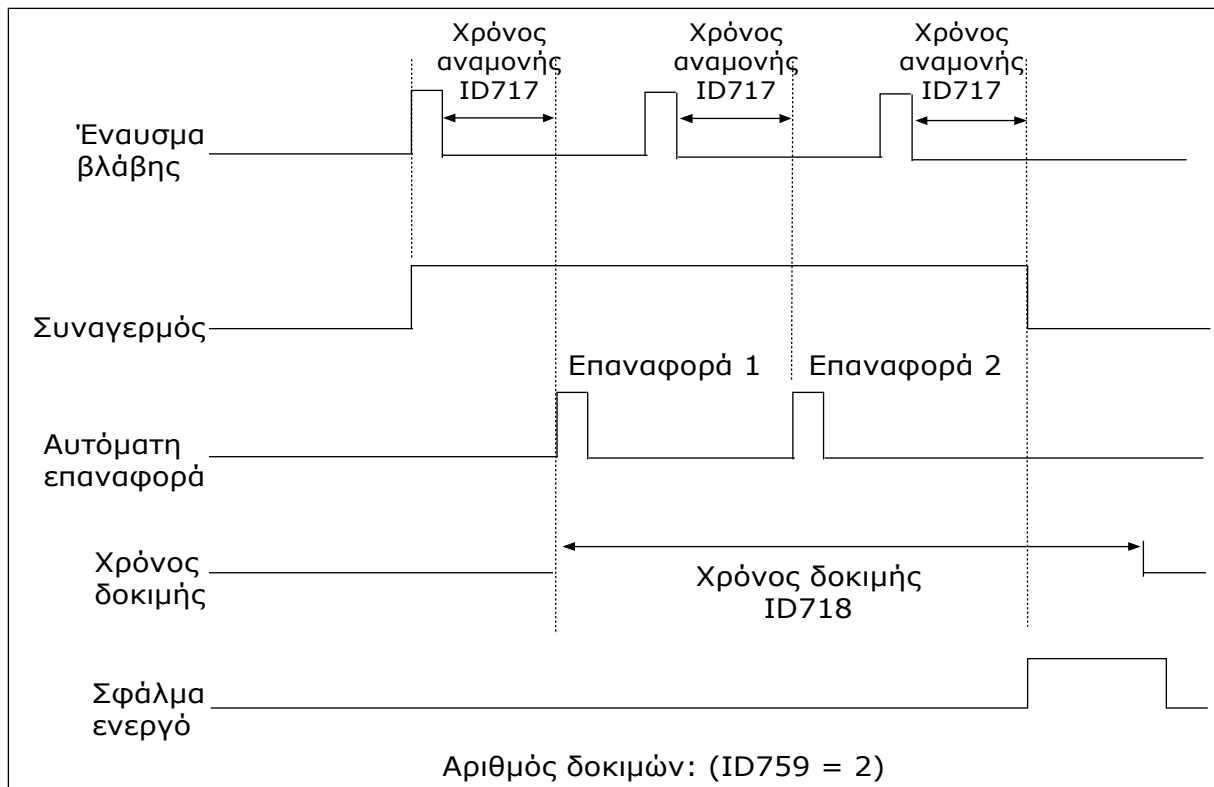 Χρόνος
αναμονής
ID717
Χρόνος
αναμονής
ID717
Χρόνος
αναμονής
ID717
Έναυσμα
βλάβης
Συναγερμός
Επαναφορά 1
Επαναφορά 2
Αυτόματη
επαναφορά
Χρόνος
δοκιμής
Χρόνος δοκιμής
ID718
Σφάλμα
ενεργό
Αριθμός δοκιμών: (ID759 = 2)